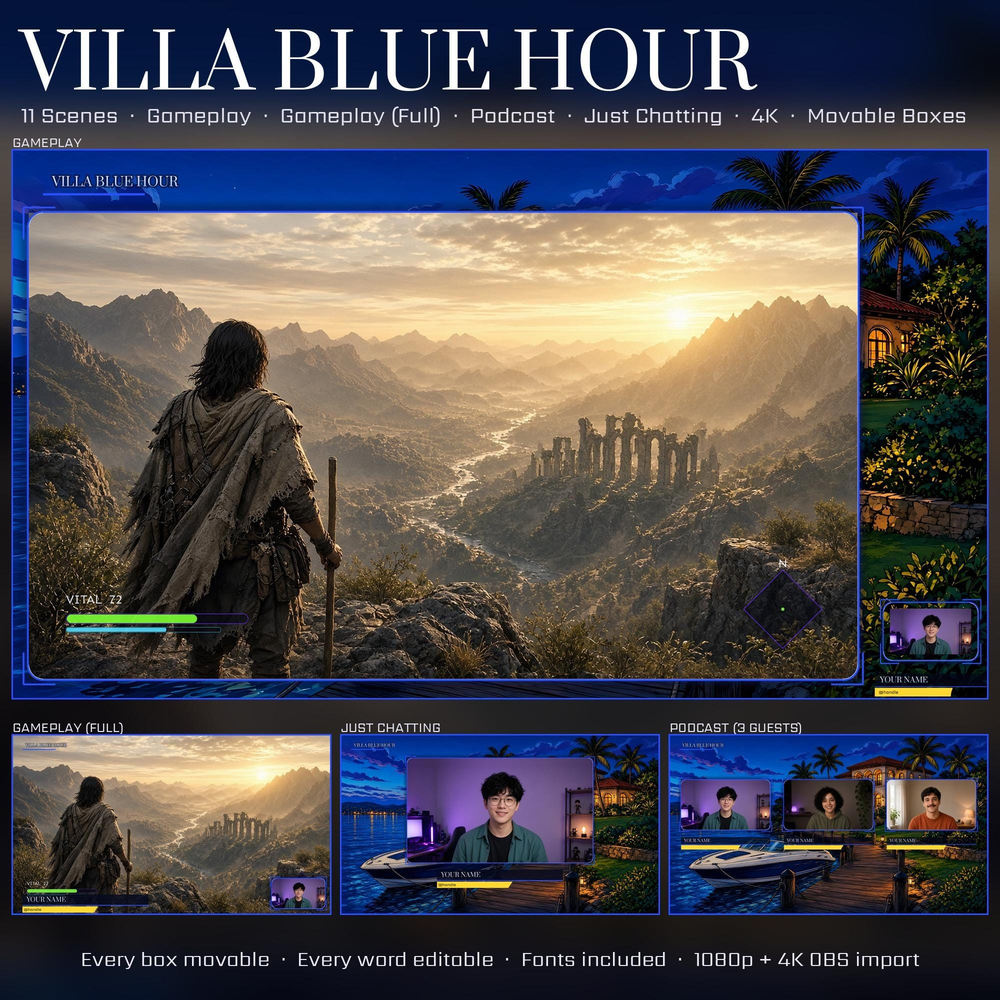 VILLA BLUE HOUR
11 Scenes · Gameplay · Gameplay (Full) · Podcast · Just Chatting · 4K · Movable Boxes
GAMEPLAY
VILLA BLUE HOUR
VITAL 72
N
YOUR NAME
@handle
GAMEPLAY (FULL)
JUST CHATTING
PODCAST (3 GUESTS)
VILLA BLUE HOUR
VILLA BLUE HOUR
VILLA BLUE HOUR
VITAL 72
YOUR NAME
@handle
YOUR NAME
@handle
YOUR NAME
YOUR NAME
YOUR NAME
Every box movable · Every word editable · Fonts included · 1080p + 4K OBS import